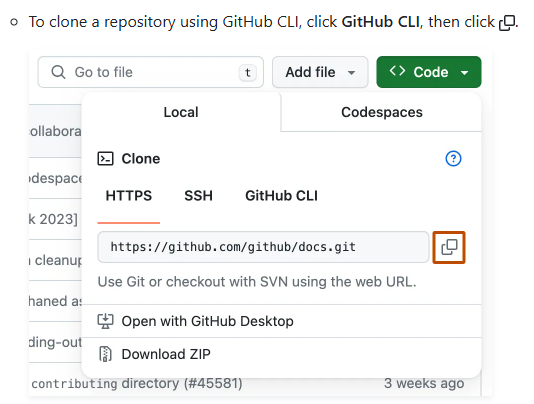 To clone a repository using GitHub CLI, click GitHub CLI, then click .
Go to file t Add file Code
Local Codespaces
ollabora
Clone
odespace
HTTPS SSH GitHub CLI
k 2023]
https://github.com/github/docs.git
n cleanup
Use Git or checkout with SVN using the web URL.
haned as
Open with GitHub Desktop
ding-out
Download ZIP
contributing directory (#45581) 3 weeks ago